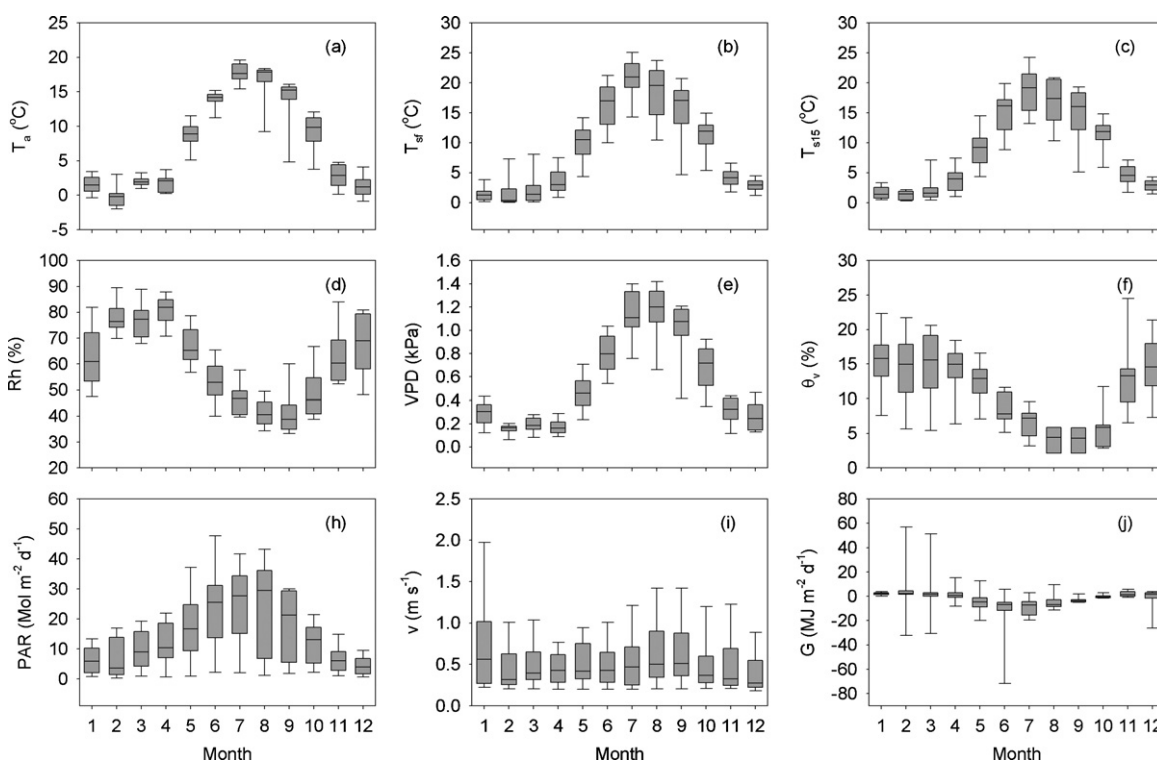 (a)
25
20
15
10
5
0
-5
T_a (°C)
(b)
30
25
20
15
10
5
0
T_sf (°C)
(c)
30
25
20
15
10
5
0
T_s15 (°C)
(d)
100
90
80
70
60
50
40
30
20
Rh (%)
(e)
1.6
1.4
1.2
1.0
0.8
0.6
0.4
0.2
0.0
VPD (kPa)
(f)
30
25
20
15
10
5
0
θ_v (%)
(h)
60
50
40
30
20
10
0
PAR (Mol m⁻² d⁻¹)
1 2 3 4 5 6 7 8 9 10 11 12
Month
(i)
2.5
2.0
1.5
1.0
0.5
0.0
v (m s⁻¹)
1 2 3 4 5 6 7 8 9 10 11 12
Month
(j)
80
60
40
20
0
-20
-40
-60
-80
G (MJ m⁻² d⁻¹)
1 2 3 4 5 6 7 8 9 10 11 12
Month